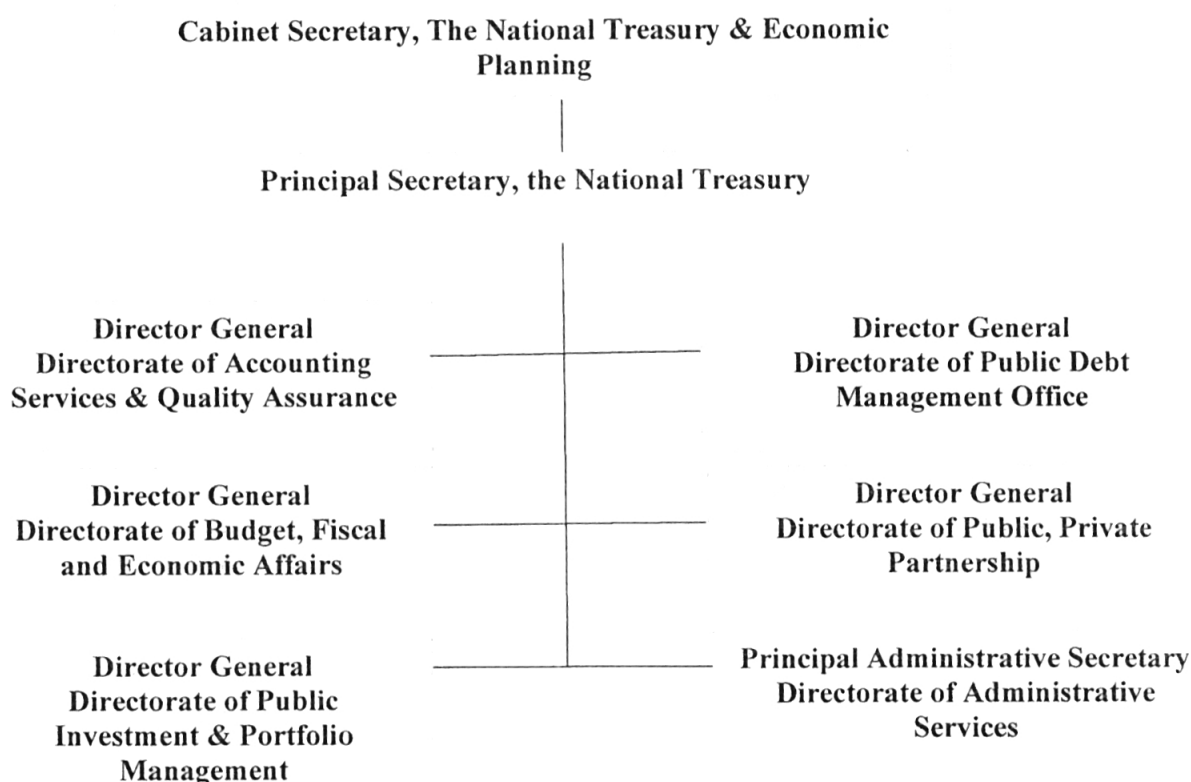 Cabinet Secretary, The National Treasury & Economic
Planning
Principal Secretary, the National Treasury
Director General
Directorate of Accounting
Services & Quality Assurance
Director General
Directorate of Public Debt
Management Office
Director General
Directorate of Budget, Fiscal
and Economic Affairs
Director General
Directorate of Public, Private
Partnership
Director General
Directorate of Public
Investment & Portfolio
Management
Principal Administrative Secretary
Directorate of Administrative
Services